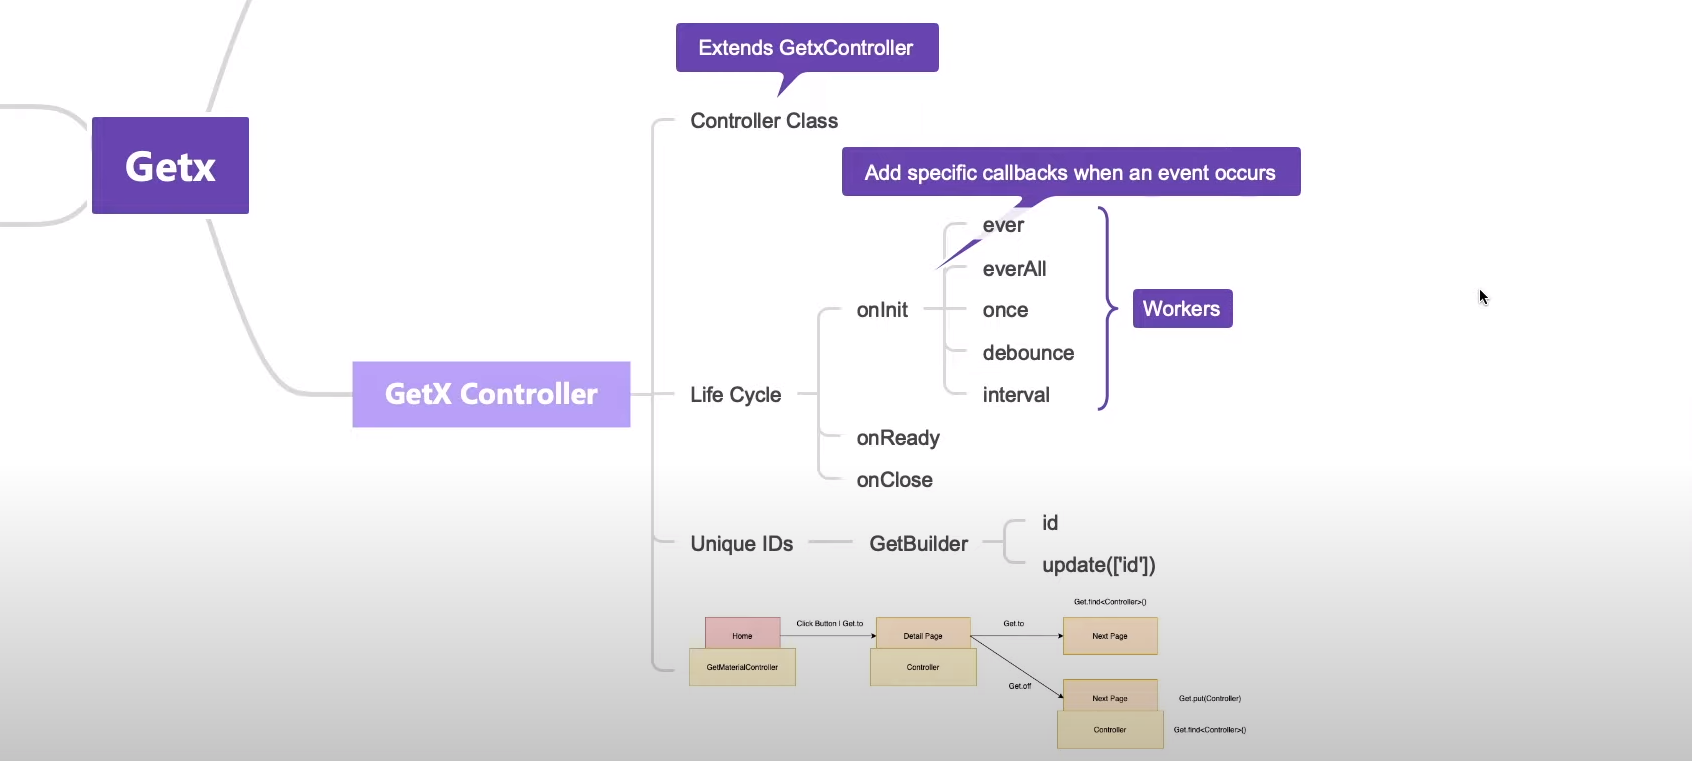 Extends GetxController
Controller Class
Getx
Add specific callbacks when an event occurs
ever
everAll
once
debounce
interval
Workers
onInit
GetX Controller
Life Cycle
onReady
onClose
Unique IDs
GetBuilder
id
update(['id'])
Home
GetMaterialController
Click Button | Get.to
Detail Page
Controller
Get.to
Get.find<Controller>()
Next Page
Get.off
Next Page
Controller
Get.put(Controller)
Get.find<Controller>()